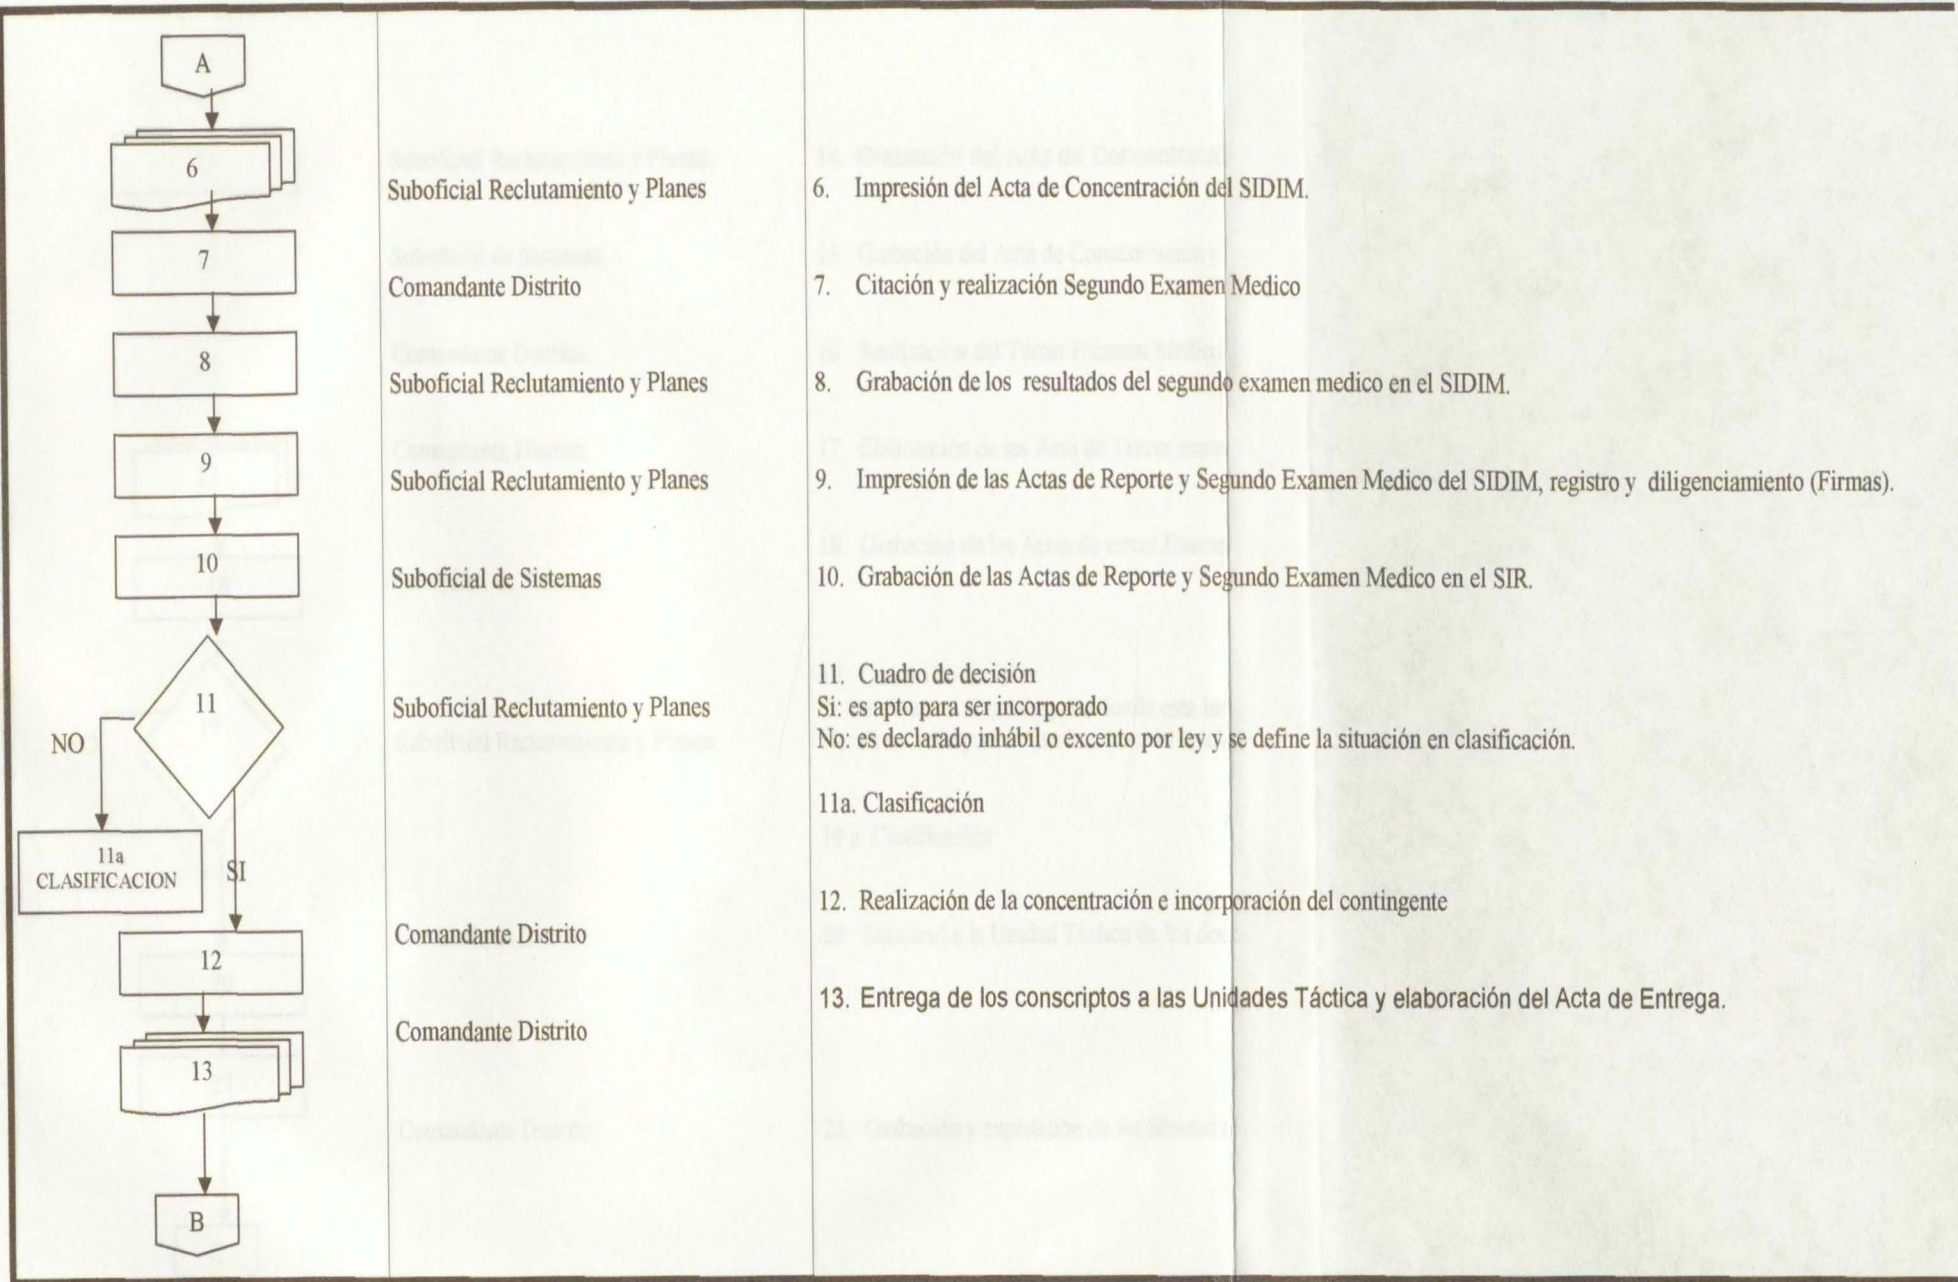 A
6
Suboficial Reclutamiento y Planes
6. Impresión del Acta de Concentración del SIDIM.
7
Comandante Distrito
7. Citación y realización Segundo Examen Medico
8
Suboficial Reclutamiento y Planes
8. Grabación de los resultados del segundo examen medico en el SIDIM.
9
Suboficial Reclutamiento y Planes
9. Impresión de las Actas de Reporte y Segundo Examen Medico del SIDIM, registro y diligenciamiento (Firmas).
10
Suboficial de Sistemas
10. Grabación de las Actas de Reporte y Segundo Examen Medico en el SIR.
11
Suboficial Reclutamiento y Planes
11. Cuadro de decisión
Si: es apto para ser incorporado
No: es declarado inhábil o excento por ley y se define la situación en clasificación.
NO
11a. Clasificación
11a
CLASIFICACION
SI
12. Realización de la concentración e incorporación del contingente
Comandante Distrito
12
13. Entrega de los conscriptos a las Unidades Táctica y elaboración del Acta de Entrega.
Comandante Distrito
13
B